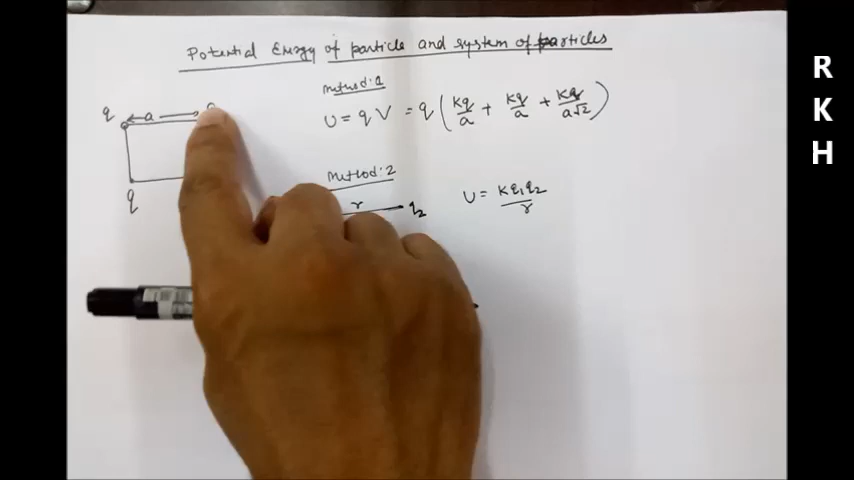 Potential Energy of particle and system of particles
Method:1
q
a
q
U = qV = q (Kq/a + Kq/a + Kq/a√2)
Method:2
q
r
q₂
U = Kq₁q₂/r
R
K
H